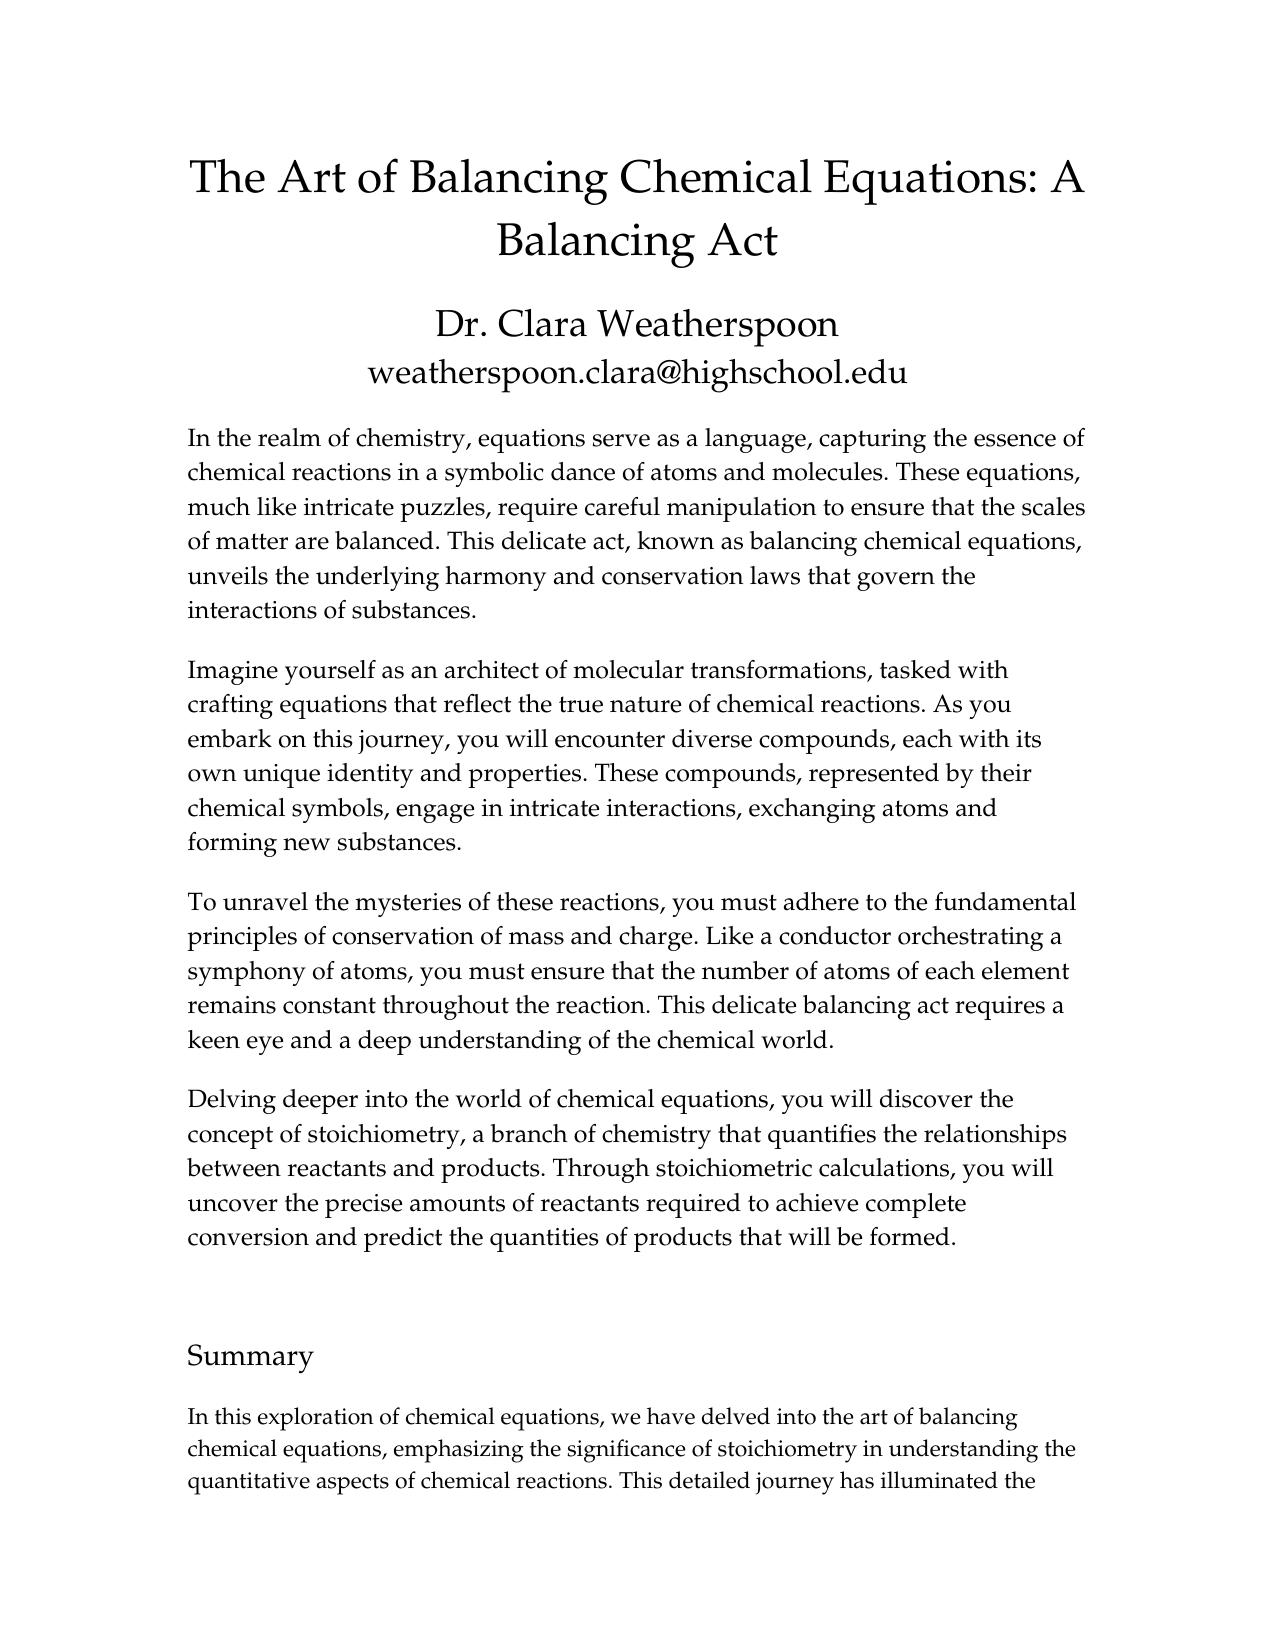 The Art of Balancing Chemical Equations: A
Balancing Act
Dr. Clara Weatherspoon
weatherspoon.clara@highschool.edu
In the realm of chemistry, equations serve as a language, capturing the essence of
chemical reactions in a symbolic dance of atoms and molecules. These equations,
much like intricate puzzles, require careful manipulation to ensure that the scales
of matter are balanced. This delicate act, known as balancing chemical equations,
unveils the underlying harmony and conservation laws that govern the
interactions of substances.
Imagine yourself as an architect of molecular transformations, tasked with
crafting equations that reflect the true nature of chemical reactions. As you
embark on this journey, you will encounter diverse compounds, each with its
own unique identity and properties. These compounds, represented by their
chemical symbols, engage in intricate interactions, exchanging atoms and
forming new substances.
To unravel the mysteries of these reactions, you must adhere to the fundamental
principles of conservation of mass and charge. Like a conductor orchestrating a
symphony of atoms, you must ensure that the number of atoms of each element
remains constant throughout the reaction. This delicate balancing act requires a
keen eye and a deep understanding of the chemical world.
Delving deeper into the world of chemical equations, you will discover the
concept of stoichiometry, a branch of chemistry that quantifies the relationships
between reactants and products. Through stoichiometric calculations, you will
uncover the precise amounts of reactants required to achieve complete
conversion and predict the quantities of products that will be formed.
Summary
In this exploration of chemical equations, we have delved into the art of balancing
chemical equations, emphasizing the significance of stoichiometry in understanding the
quantitative aspects of chemical reactions. This detailed journey has illuminated the